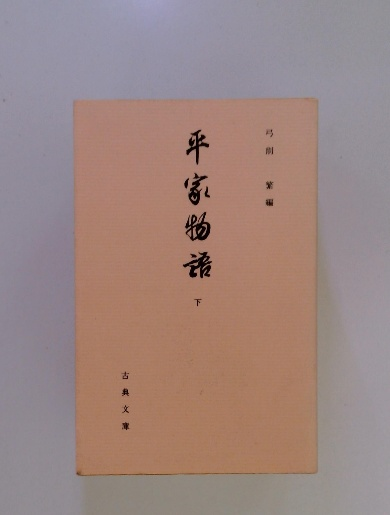 弓削 繁編
平家物語
下
古典文庫